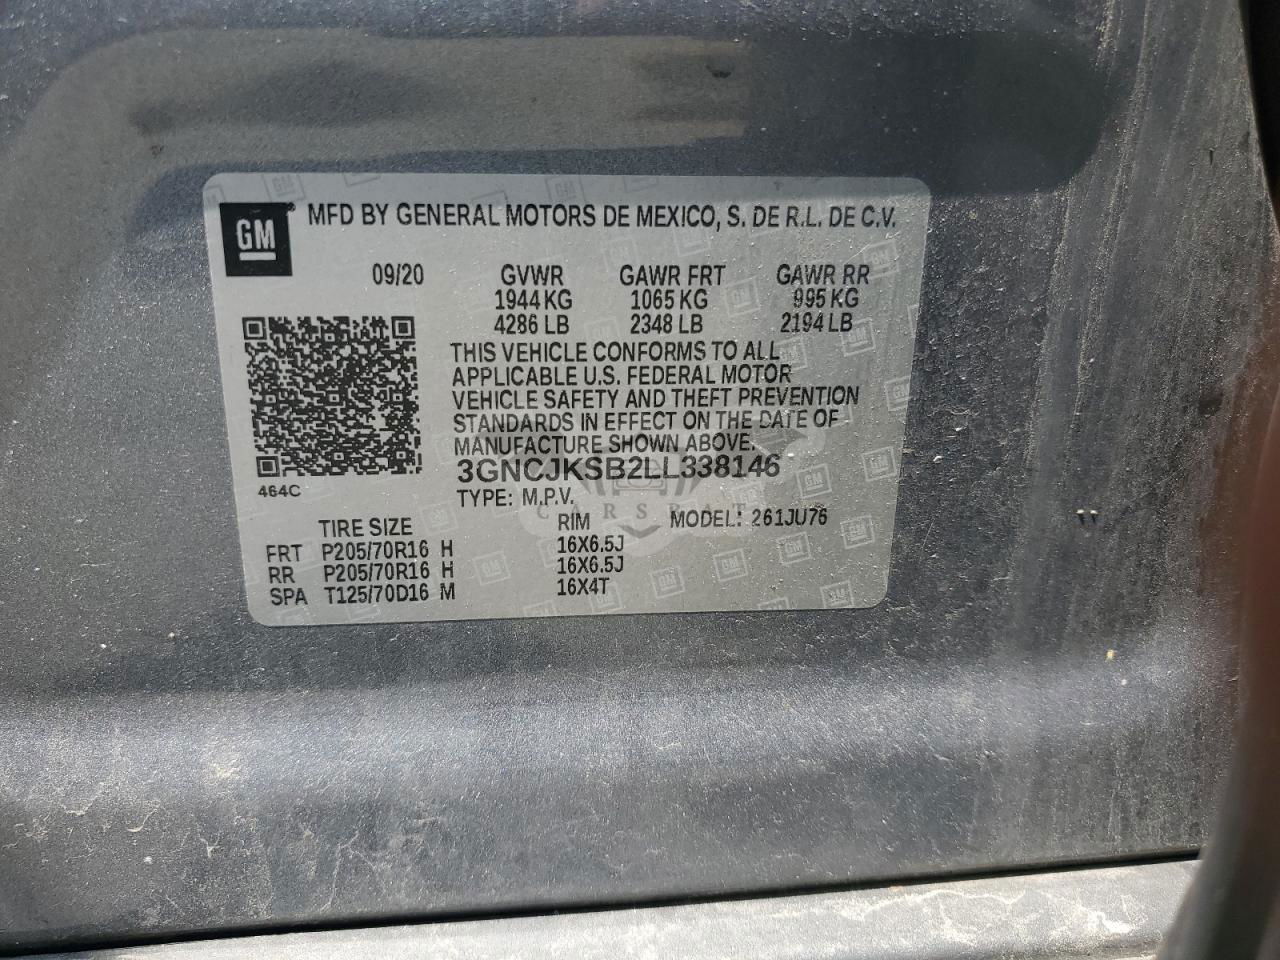 GM ® MFD BY GENERAL MOTORS DE MEXICO, S. DE R.L. DE C.V.
09/20 GVWR GAWR FRT GAWR RR
1944 KG 1065 KG 995 KG
4286 LB 2348 LB 2194 LB
THIS VEHICLE CONFORMS TO ALL
APPLICABLE U.S. FEDERAL MOTOR
VEHICLE SAFETY AND THEFT PREVENTION
STANDARDS IN EFFECT ON THE DATE OF
MANUFACTURE SHOWN ABOVE.
3GNCJKSB2LL338146
464C
TYPE: M.P.V.
TIRE SIZE RIM MODEL: 261JU76
FRT P205/70R16 H 16X6.5J
RR P205/70R16 H 16X6.5J
SPA T125/70D16 M 16X4T